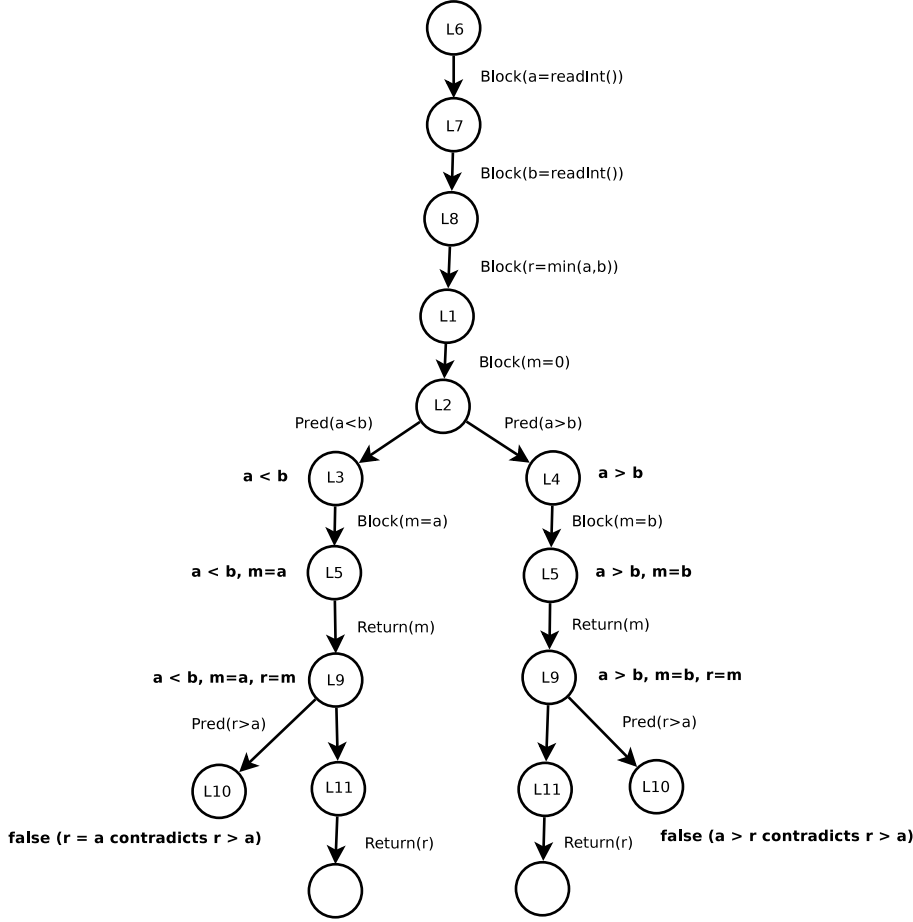 L6
Block(a=readInt())
L7
Block(b=readInt())
L8
Block(r=min(a,b))
L1
Block(m=0)
L2
Pred(a<b)
Pred(a>b)
a < b
L3
L4
a > b
Block(m=a)
Block(m=b)
a < b, m=a
L5
L5
a > b, m=b
Return(m)
Return(m)
a < b, m=a, r=m
L9
L9
a > b, m=b, r=m
Pred(r>a)
Pred(r>a)
L10
L11
L11
L10
false (r = a contradicts r > a)
false (a > r contradicts r > a)
Return(r)
Return(r)